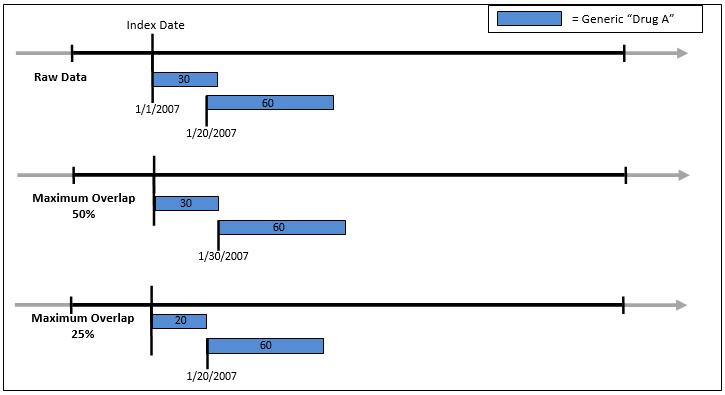 Index Date
= Generic “Drug A”
Raw Data
30
60
1/1/2007
1/20/2007
Maximum Overlap
50%
30
60
1/30/2007
Maximum Overlap
25%
20
60
1/20/2007